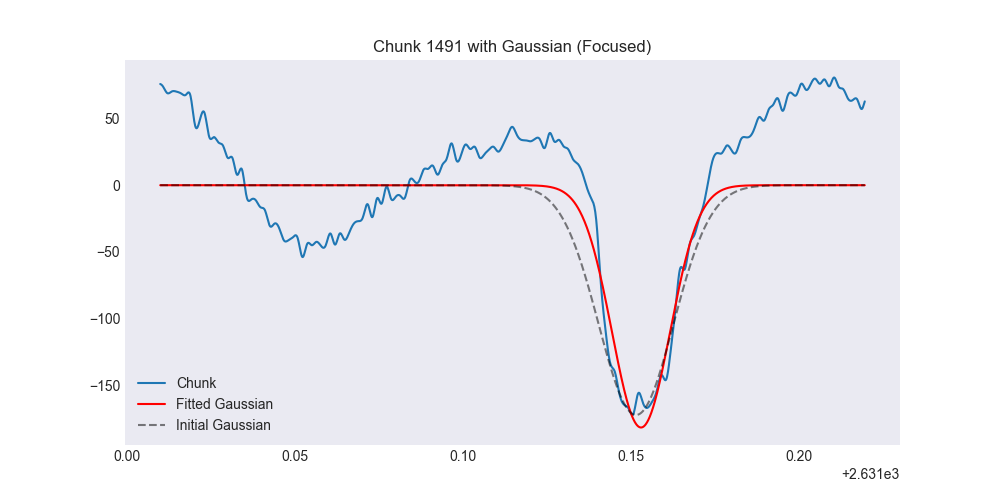 Chunk 1491 with Gaussian (Focused)
50
0
−50
−100
−150
Chunk
Fitted Gaussian
Initial Gaussian
0.00 0.05 0.10 0.15 0.20
+2.631e3